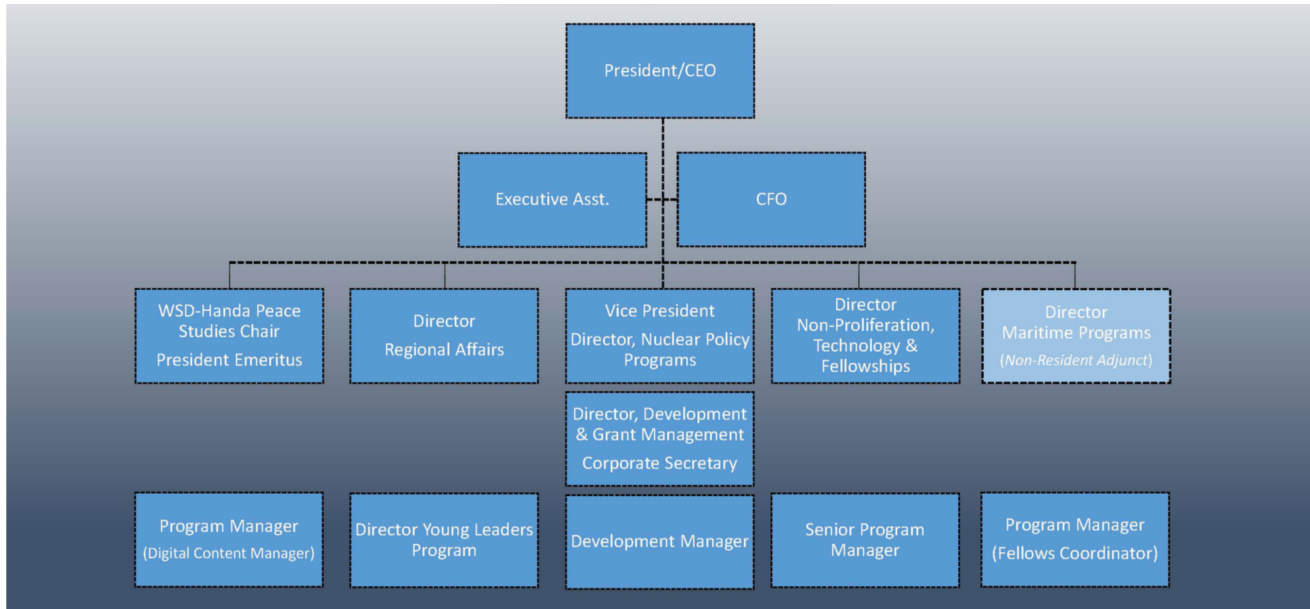 President/CEO
Executive Asst.
CFO
WSD-Handa Peace
Studies Chair
President Emeritus
Director
Regional Affairs
Vice President
Director, Nuclear Policy
Programs
Director
Non-Proliferation,
Technology &
Fellowships
Director
Maritime Programs
(Non-Resident Adjunct)
Director, Development
& Grant Management
Corporate Secretary
Program Manager
(Digital Content Manager)
Director Young Leaders
Program
Development Manager
Senior Program
Manager
Program Manager
(Fellows Coordinator)